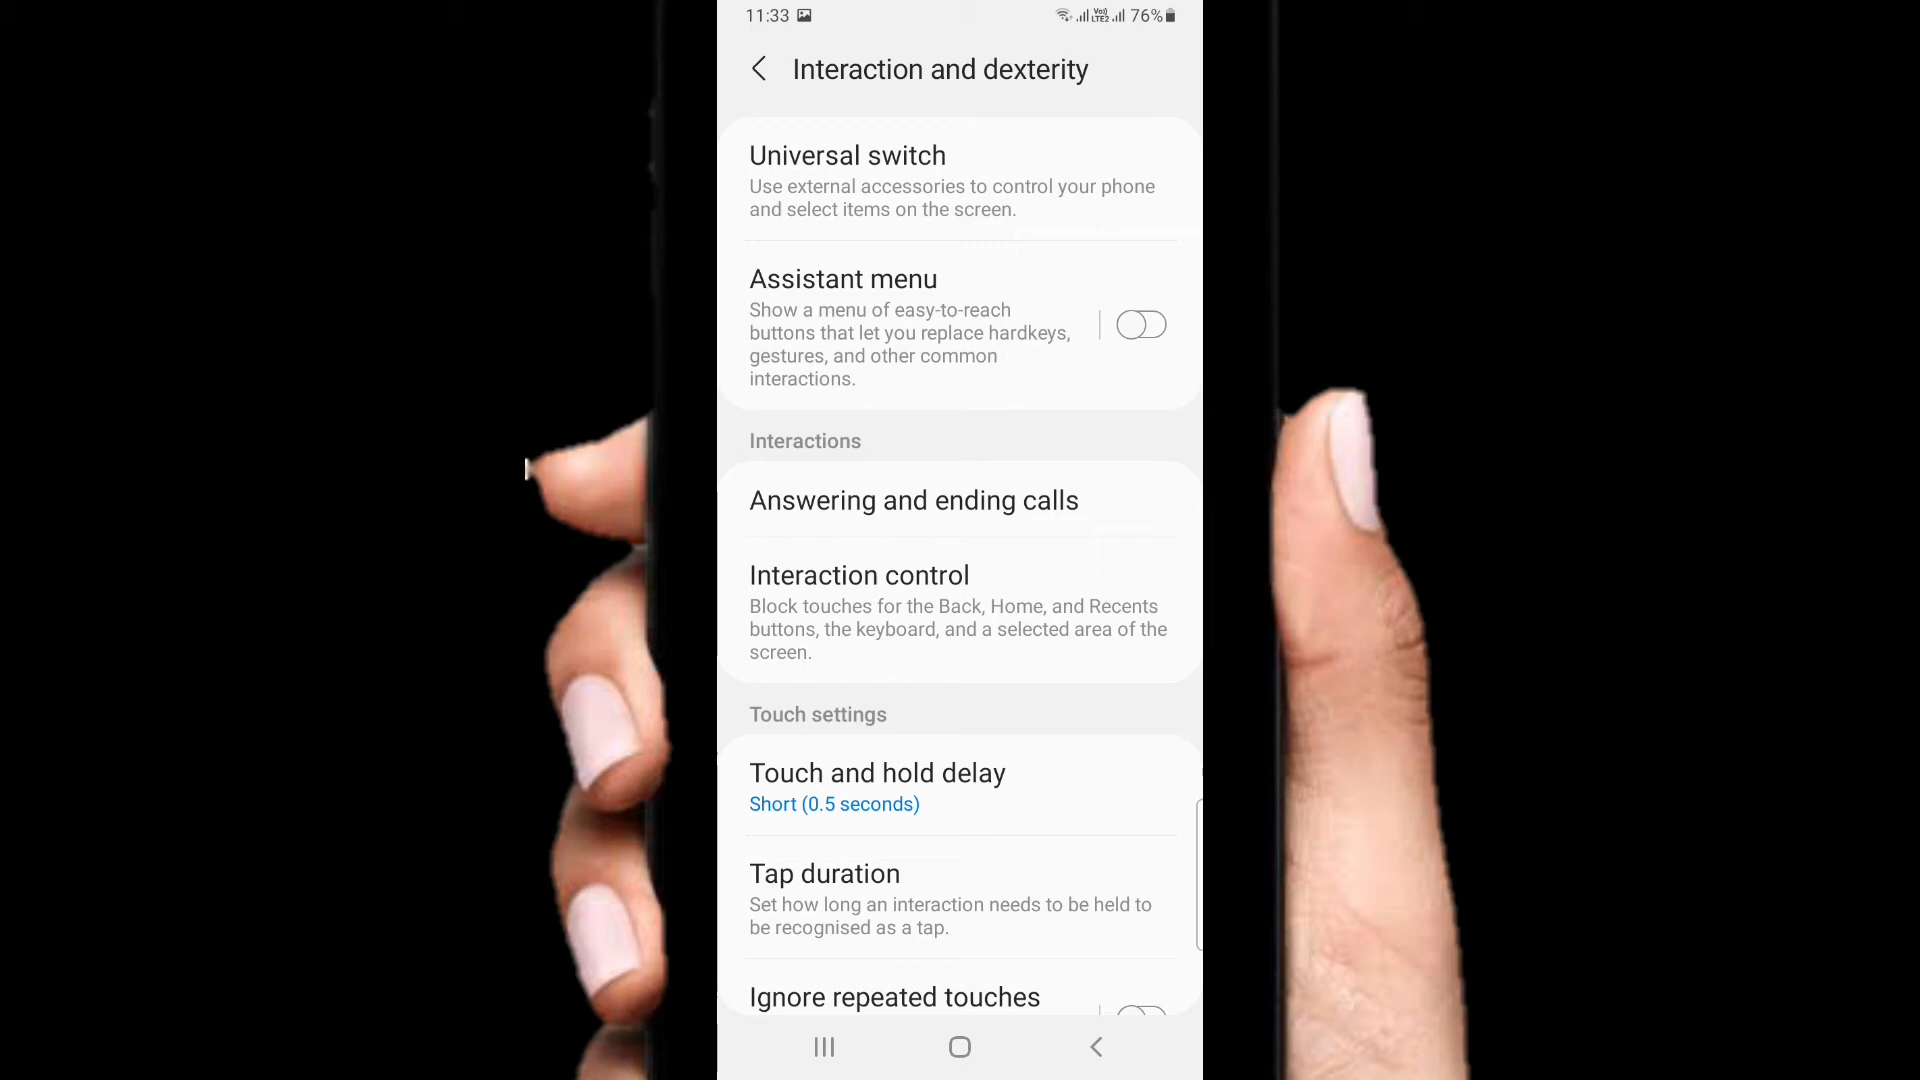 11:33 76%
Interaction and dexterity
Universal switch
Use external accessories to control your phone
and select items on the screen.
Assistant menu
Show a menu of easy-to-reach
buttons that let you replace hardkeys,
gestures, and other common
interactions.
Interactions
Answering and ending calls
Interaction control
Block touches for the Back, Home, and Recents
buttons, the keyboard, and a selected area of the
screen.
Touch settings
Touch and hold delay
Short (0.5 seconds)
Tap duration
Set how long an interaction needs to be held to
be recognised as a tap.
Ignore repeated touches